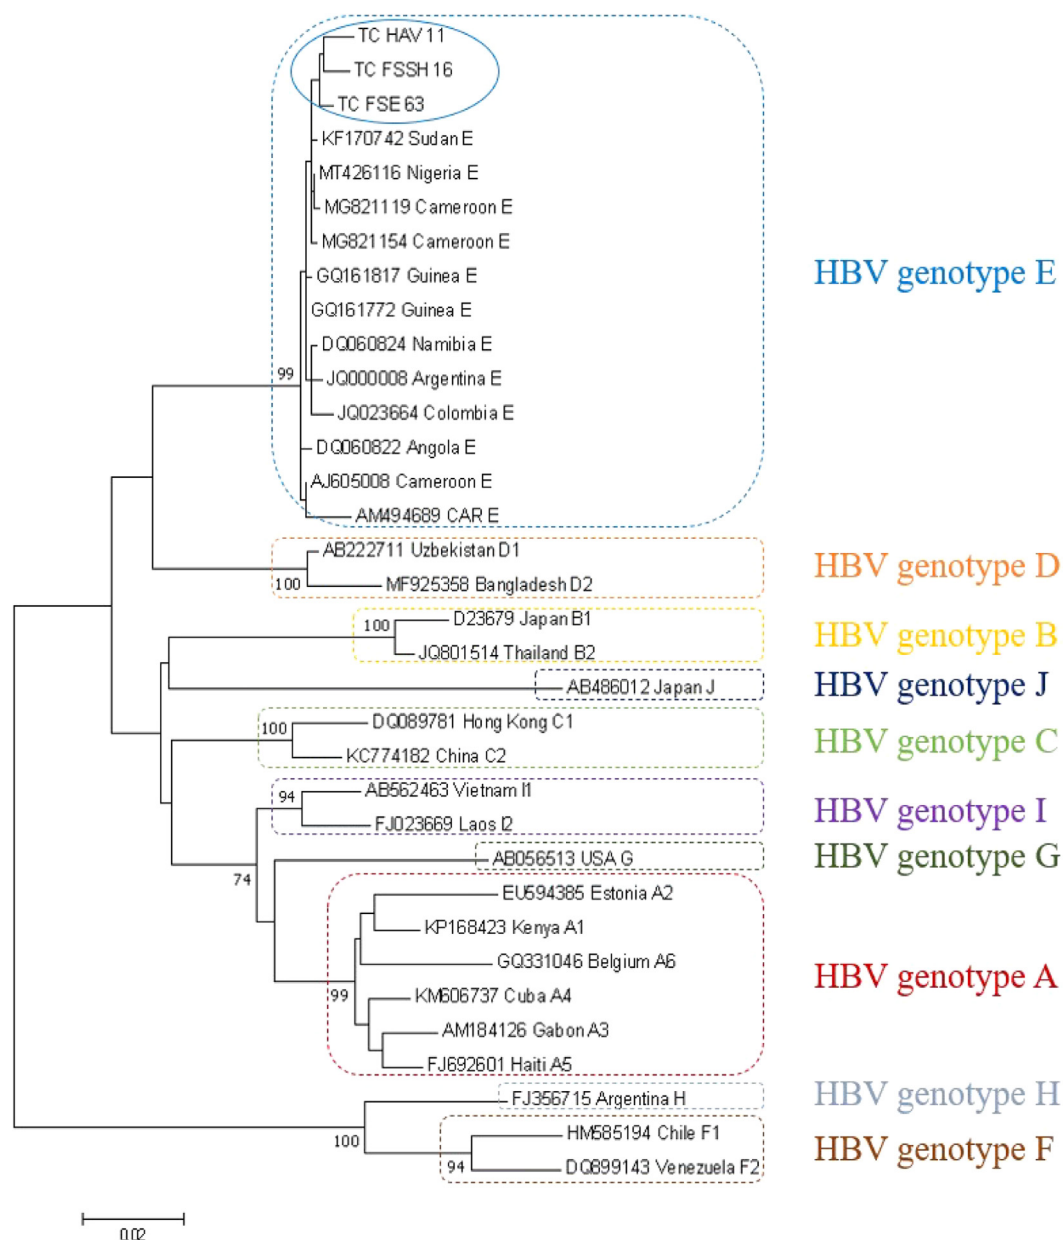 TC HAV 11
TC FSSH 16
TC FSE 63
KF170742 Sudan E
MT426116 Nigeria E
MG821119 Cameroon E
MG821154 Cameroon E
GQ161817 Guinea E
HBV genotype E
GQ161772 Guinea E
DQ060824 Namibia E
99
JQ000008 Argentina E
JQ023664 Colombia E
DQ060822 Angola E
AJ605008 Cameroon E
AM494689 CAR E
AB222711 Uzbekistan D1
HBV genotype D
100
MF925358 Bangladesh D2
D23679 Japan B1
100
HBV genotype B
JQ801514 Thailand B2
AB486012 Japan J
HBV genotype J
DQ089781 Hong Kong C1
100
HBV genotype C
KC774182 China C2
AB562463 Vietnam I1
94
HBV genotype I
FJ023669 Laos I2
AB056513 USA G
HBV genotype G
74
EU594385 Estonia A2
KP168423 Kenya A1
GQ331046 Belgium A6
HBV genotype A
99
KM606737 Cuba A4
AM184126 Gabon A3
FJ692601 Haiti A5
FJ356715 Argentina H
HBV genotype H
HM585194 Chile F1
100
HBV genotype F
94
DQ899143 Venezuela F2
0.02